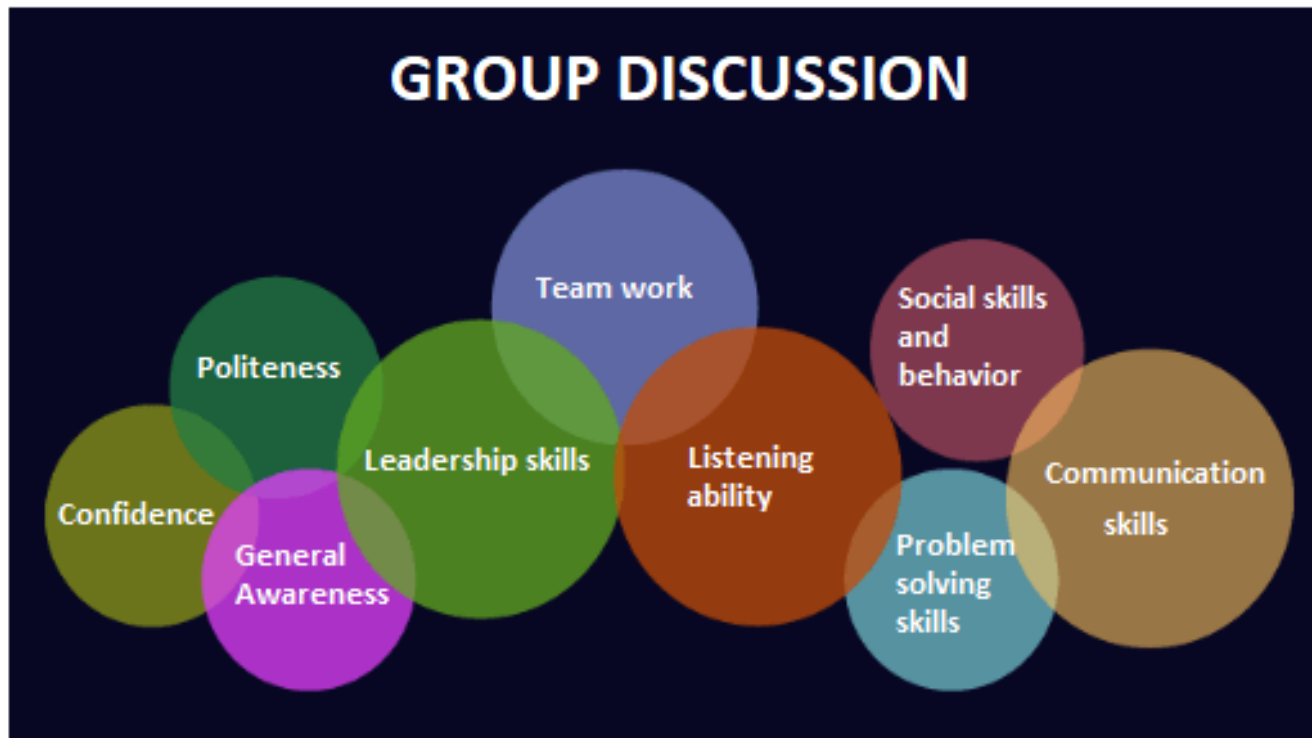 GROUP DISCUSSION
Team work
Social skills
and
behavior
Politeness
Leadership skills
Listening
ability
Communication
skills
Confidence
General
Awareness
Problem
solving
skills